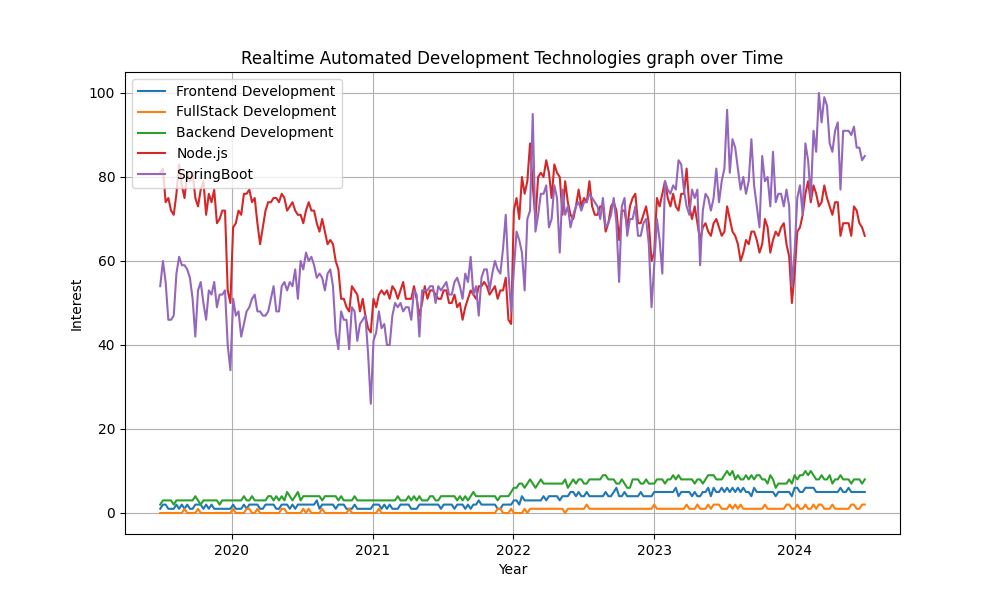 Realtime Automated Development Technologies graph over Time
Frontend Development
FullStack Development
Backend Development
Node.js
SpringBoot
Interest
100
80
60
40
20
0
2020 2021 2022 2023 2024
Year